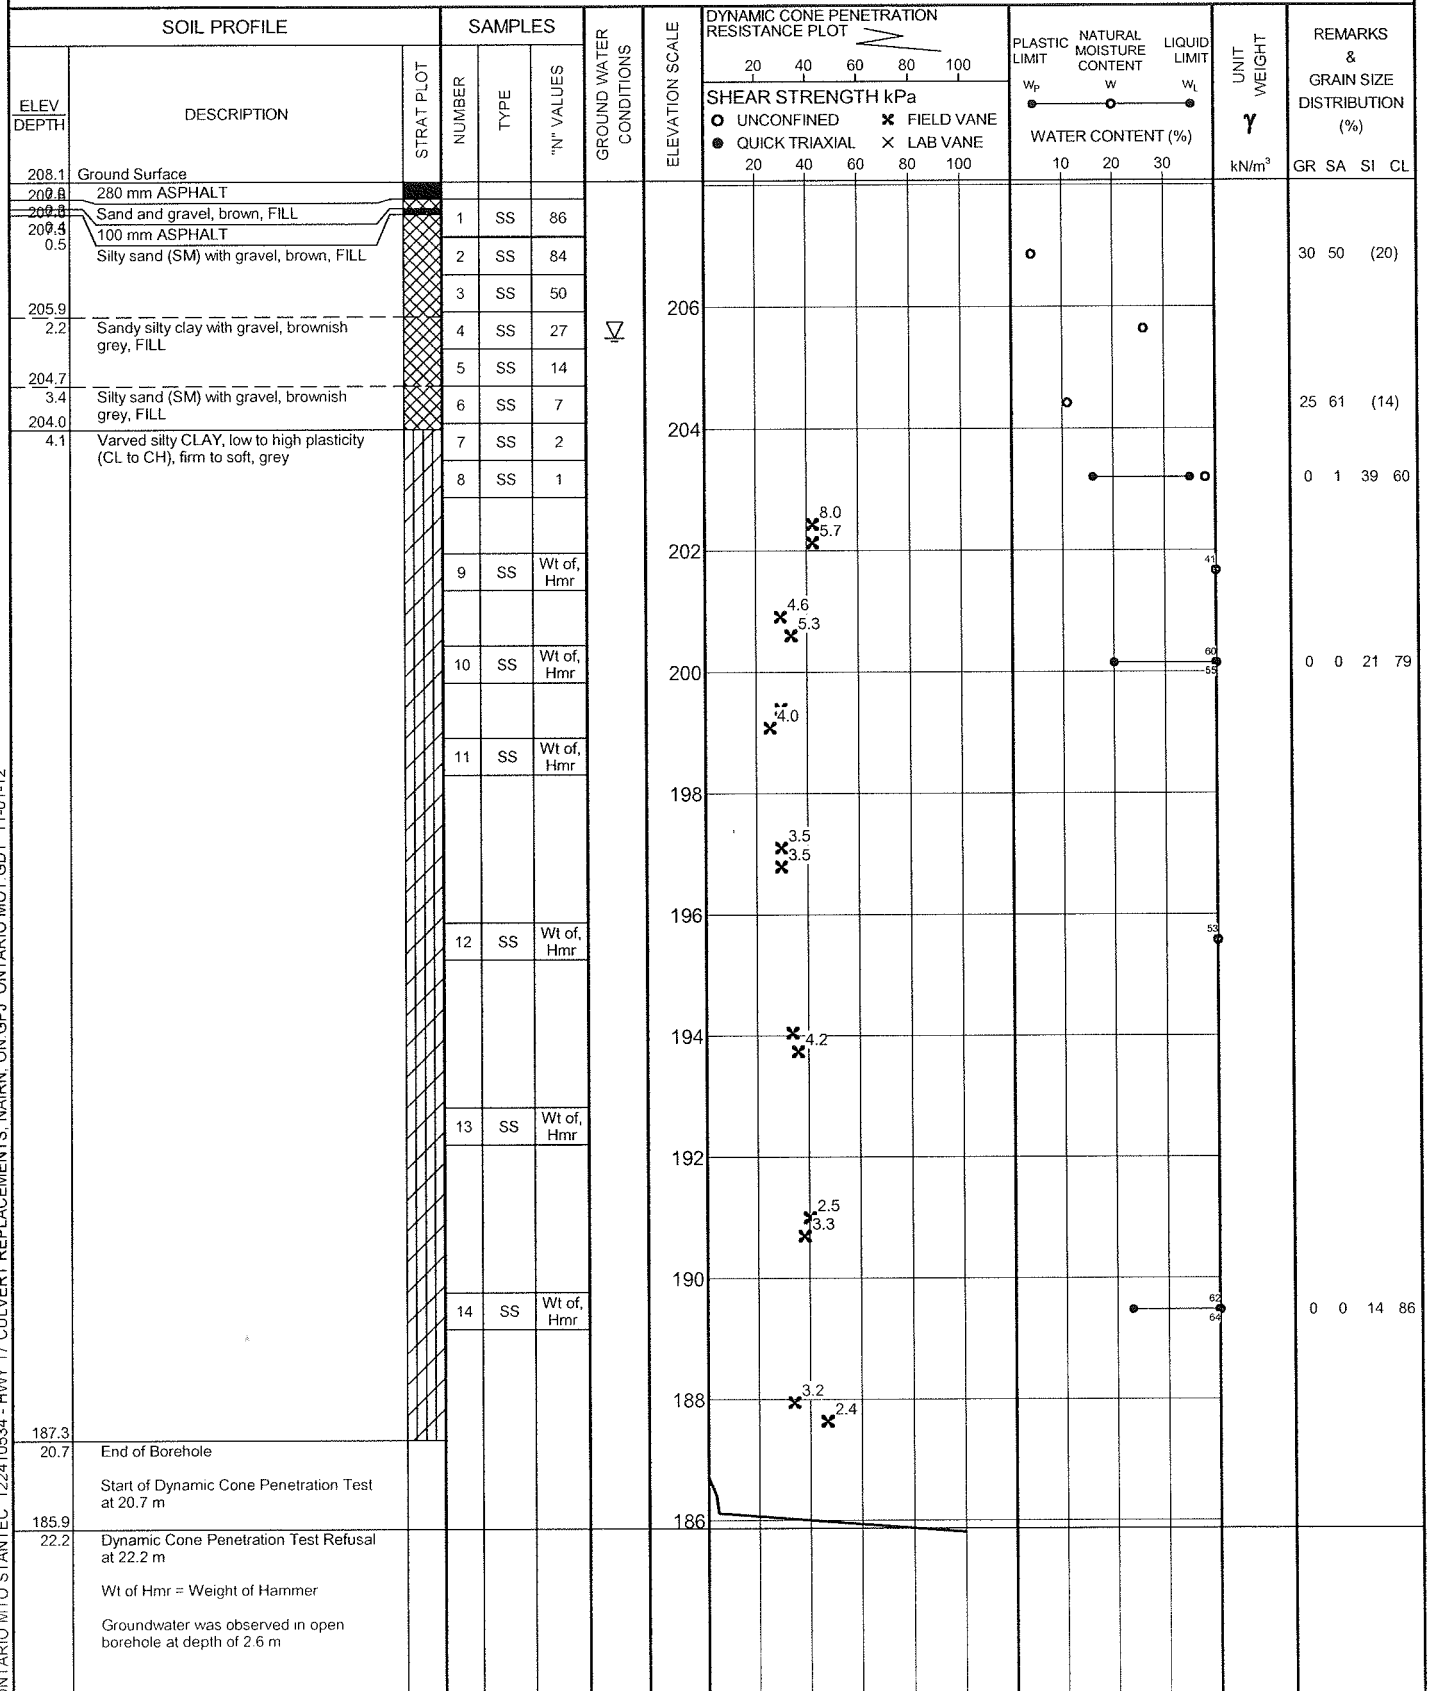 SOIL PROFILE
SAMPLES
GROUND WATER CONDITIONS
ELEVATION SCALE
DYNAMIC CONE PENETRATION
RESISTANCE PLOT
20 40 60 80 100
SHEAR STRENGTH kPa
UNCONFINED
FIELD VANE
QUICK TRIAXIAL
LAB VANE
20 40 60 80 100
PLASTIC LIMIT
NATURAL MOISTURE CONTENT
LIQUID LIMIT
WP W WL
WATER CONTENT (%)
10 20 30
UNIT WEIGHT
γ
kN/m³
REMARKS
&
GRAIN SIZE
DISTRIBUTION
(%)
GR SA SI CL
ELEV
DEPTH
DESCRIPTION
STRAT PLOT
NUMBER
TYPE
"N" VALUES
208.1 Ground Surface
280 mm ASPHALT
Sand and gravel, brown, FILL
100 mm ASPHALT
0.5
Silty sand (SM) with gravel, brown, FILL
205.9
2.2 Sandy silty clay with gravel, brownish
grey, FILL
204.7
3.4 Silty sand (SM) with gravel, brownish
grey, FILL
204.0
4.1 Varved silty CLAY, low to high plasticity
(CL to CH), firm to soft, grey
187.3
20.7 End of Borehole
Start of Dynamic Cone Penetration Test
at 20.7 m
185.9
22.2 Dynamic Cone Penetration Test Refusal
at 22.2 m
Wt of Hmr = Weight of Hammer
Groundwater was observed in open
borehole at depth of 2.6 m
1 SS 86
2 SS 84
3 SS 50
4 SS 27
5 SS 14
6 SS 7
7 SS 2
8 SS 1
9 SS Wt of, Hmr
10 SS Wt of, Hmr
11 SS Wt of, Hmr
12 SS Wt of, Hmr
13 SS Wt of, Hmr
14 SS Wt of, Hmr
206
204
202
200
198
196
194
192
190
188
186
8.0
5.7
4.6
5.3
4.0
3.5
3.5
4.2
2.5
3.3
3.2
2.4
41
60
55
53
62
64
30 50 (20)
25 61 (14)
0 1 39 60
0 0 21 79
0 0 14 86
HWY 17 CULVERT REPLACEMENTS, NAIRN, ON.GPJ ONTARIO MOT.GDT